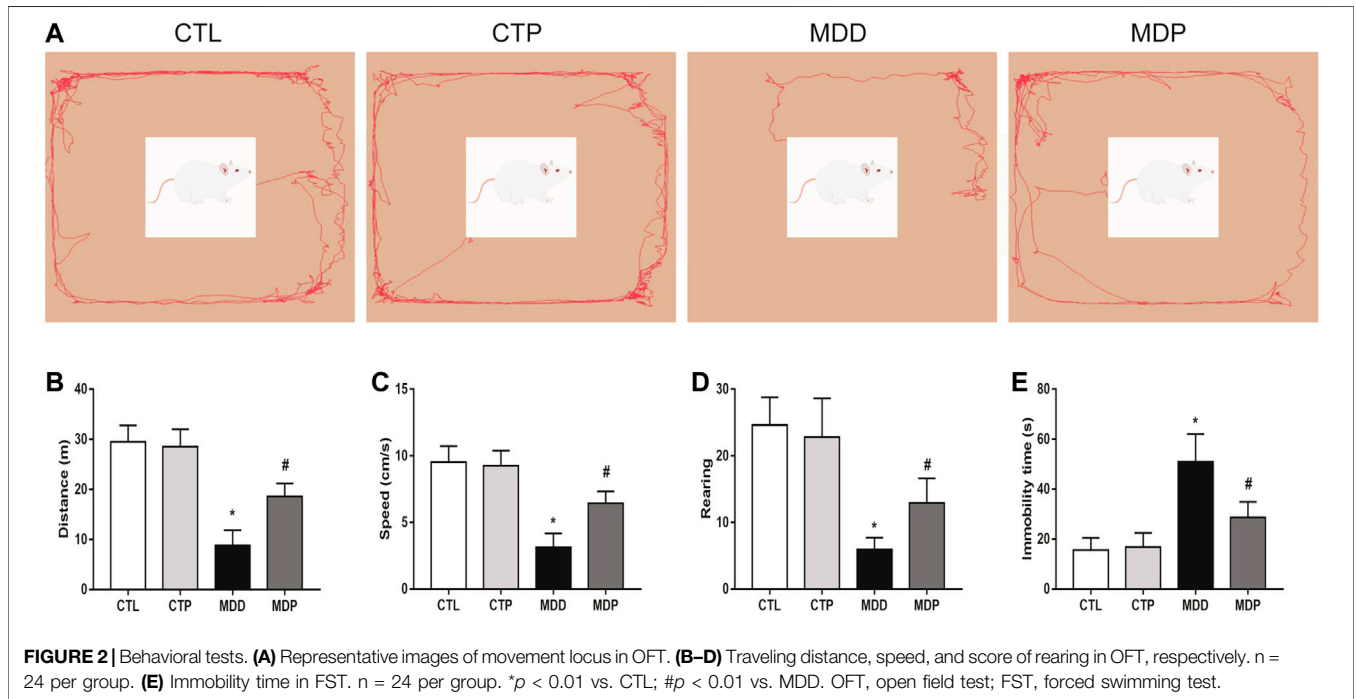 A
CTL
CTP
MDD
MDP
B
Distance (m)
40
30
20
10
0
*
#
CTL
CTP
MDD
MDP
C
Speed (cm/s)
15
10
5
0
*
#
CTL
CTP
MDD
MDP
D
Rearing
30
20
10
0
*
#
CTL
CTP
MDD
MDP
E
Immobility time (s)
80
60
40
20
0
*
#
CTL
CTP
MDD
MDP
FIGURE 2 | Behavioral tests. (A) Representative images of movement locus in OFT. (B–D) Traveling distance, speed, and score of rearing in OFT, respectively. n =
24 per group. (E) Immobility time in FST. n = 24 per group. *p < 0.01 vs. CTL; #p < 0.01 vs. MDD. OFT, open field test; FST, forced swimming test.